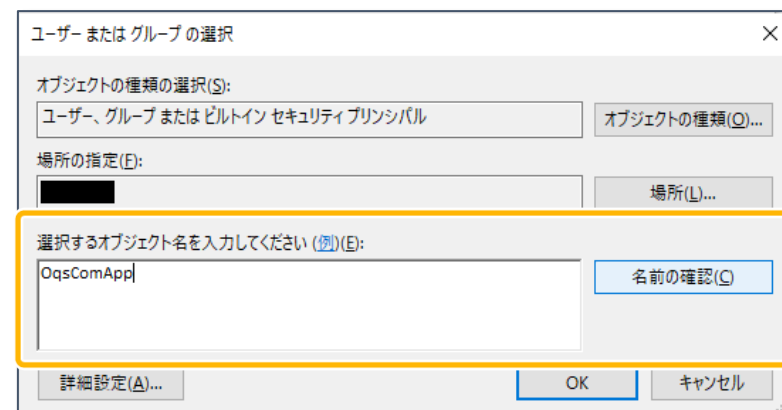 ユーザー または グループ の選択
オブジェクトの種類の選択(S):
ユーザー、グループ または ビルトイン セキュリティ プリンシパル
オブジェクトの種類(O)...
場所の指定(F):
場所(L)...
選択するオブジェクト名を入力してください (例)(E):
OqsComApp
名前の確認(C)
詳細設定(A)...
OK
キャンセル